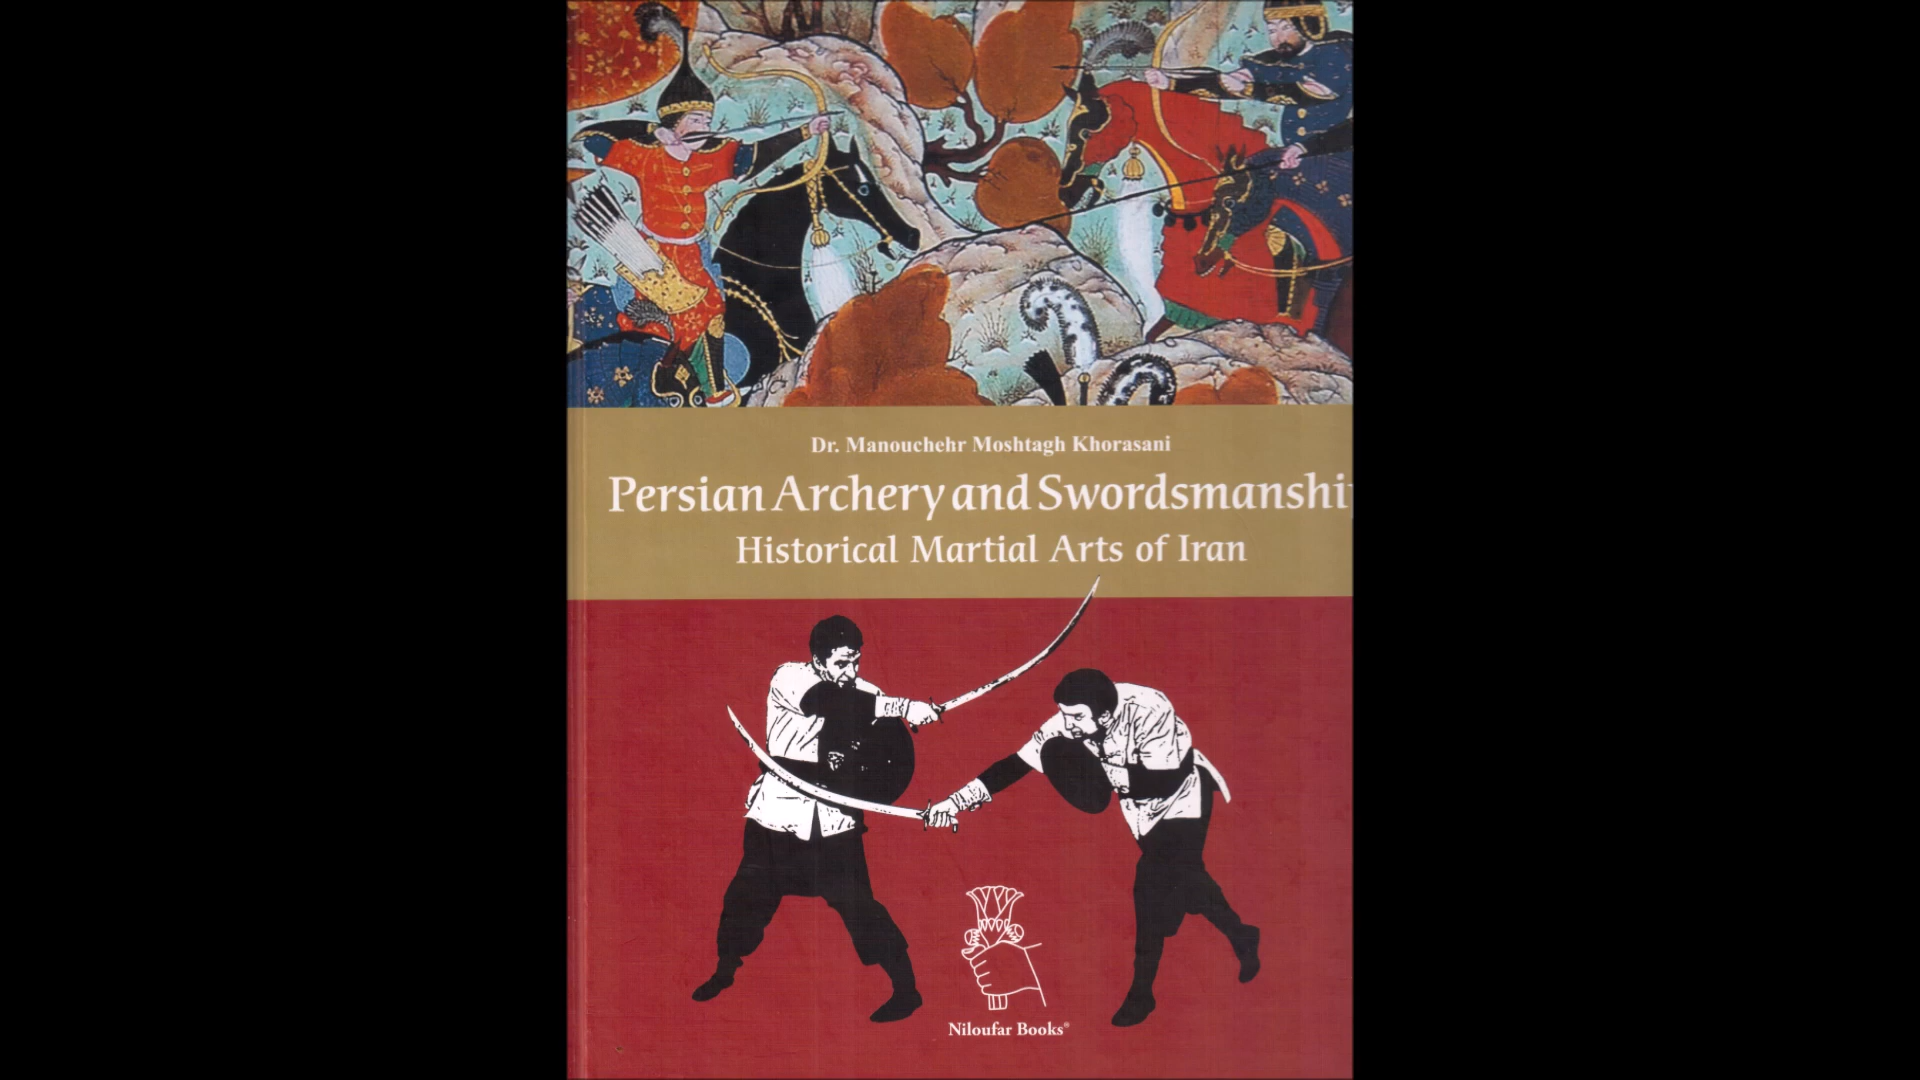 Dr. Manouchehr Moshtagh Khorasani
Persian Archery and Swordsmanshi
Historical Martial Arts of Iran
Niloufar Books®